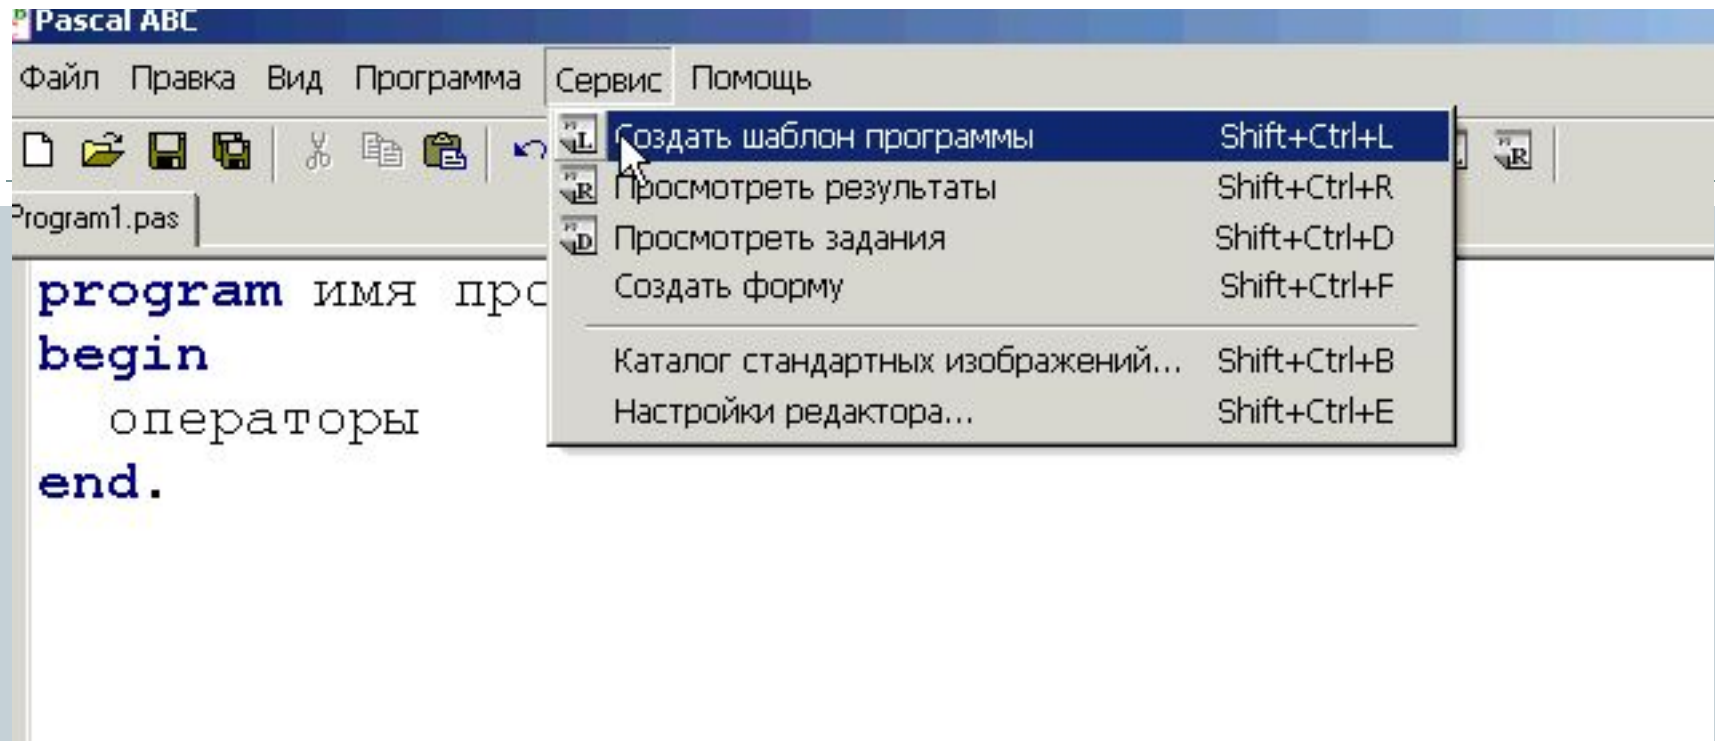 Pascal ABC
Файл Правка Вид Программа Сервис Помощь
Создать шаблон программы Shift+Ctrl+L
Просмотреть результаты Shift+Ctrl+R
Просмотреть задания Shift+Ctrl+D
Создать форму Shift+Ctrl+F
Каталог стандартных изображений... Shift+Ctrl+B
Настройки редактора... Shift+Ctrl+E
Program1.pas
program имя
begin
операторы
end.